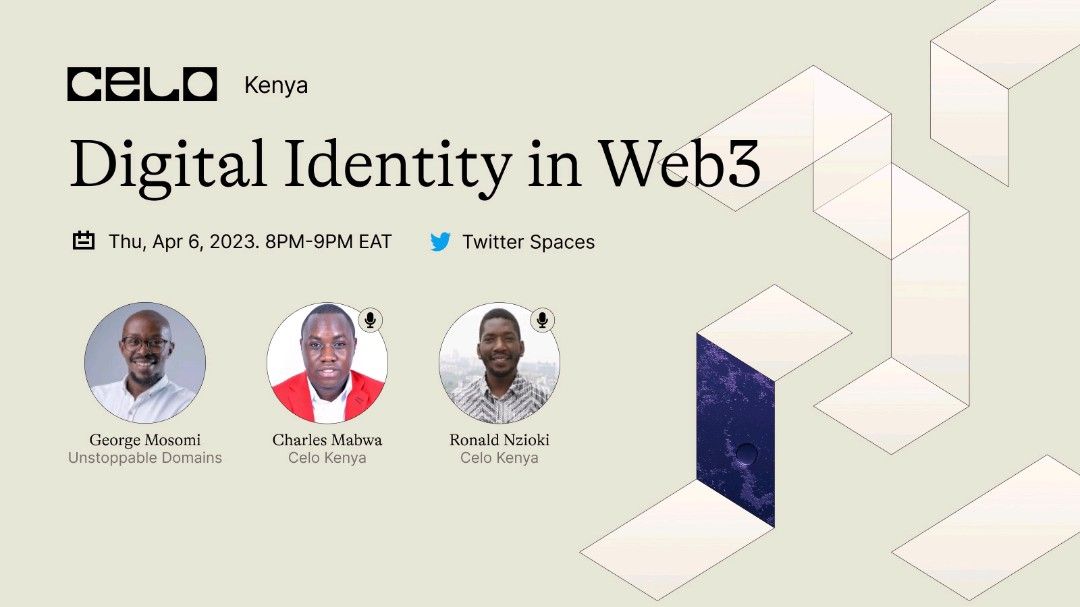 CELO Kenya
Digital Identity in Web3
Thu, Apr 6, 2023. 8PM-9PM EAT Twitter Spaces
George Mosomi Charles Mabwa Ronald Nzioki
Unstoppable Domains Celo Kenya Celo Kenya